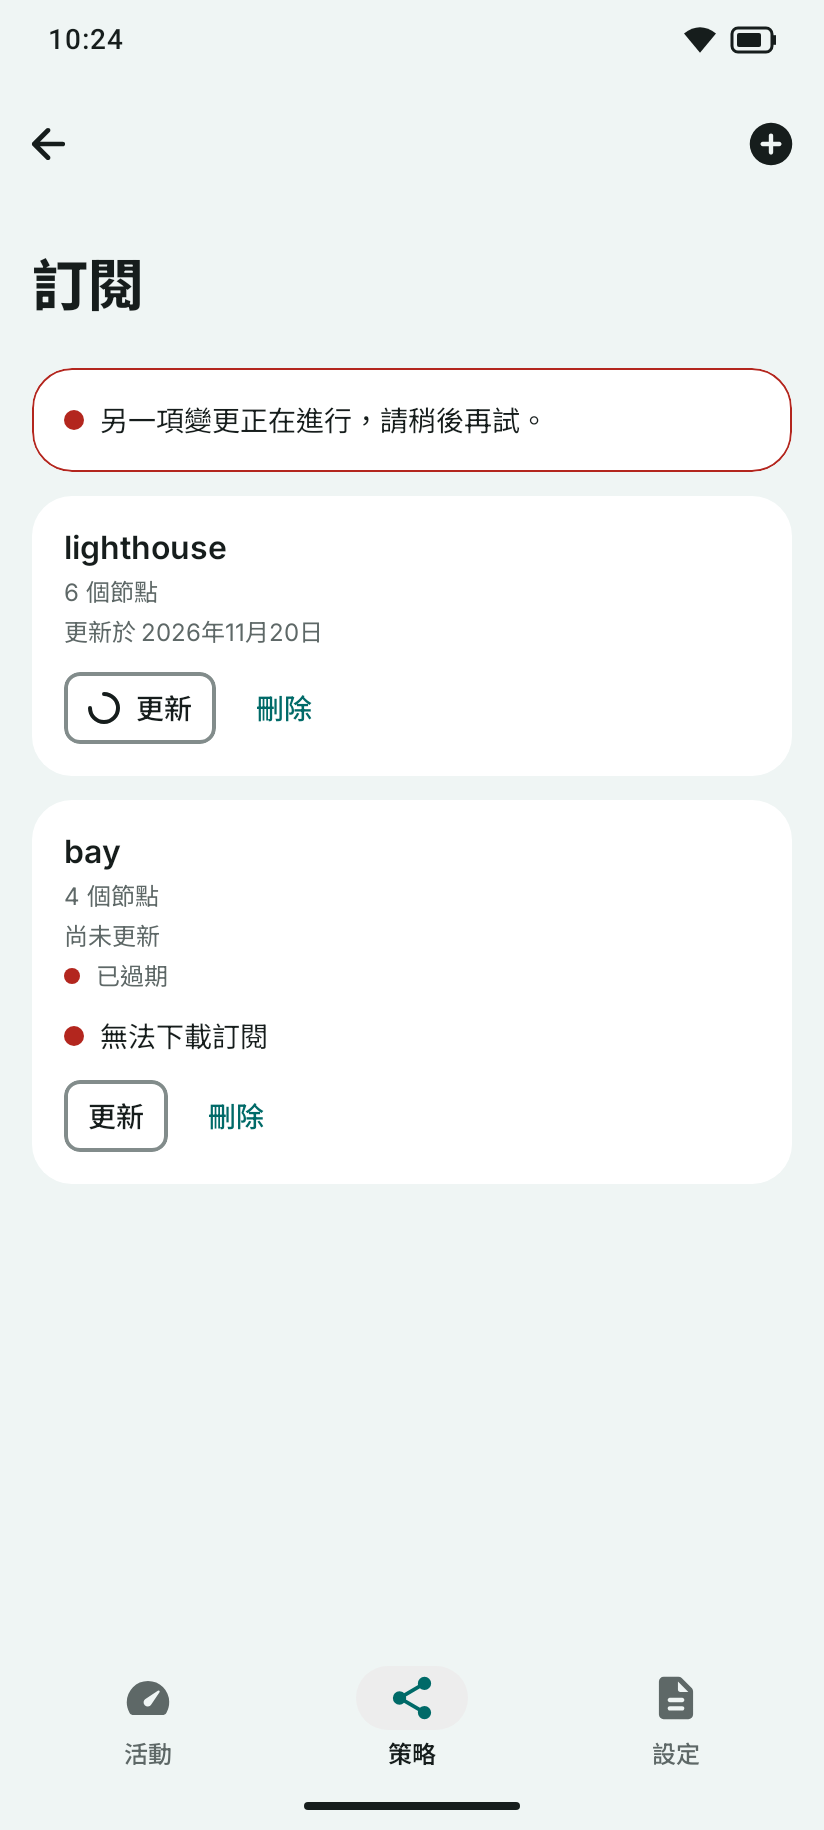 10:24
訂閱
另一項變更正在進行，請稍後再試。
lighthouse
6 個節點
更新於 2026年11月20日
更新
刪除
bay
4 個節點
尚未更新
已過期
無法下載訂閱
更新
刪除
活動
策略
設定